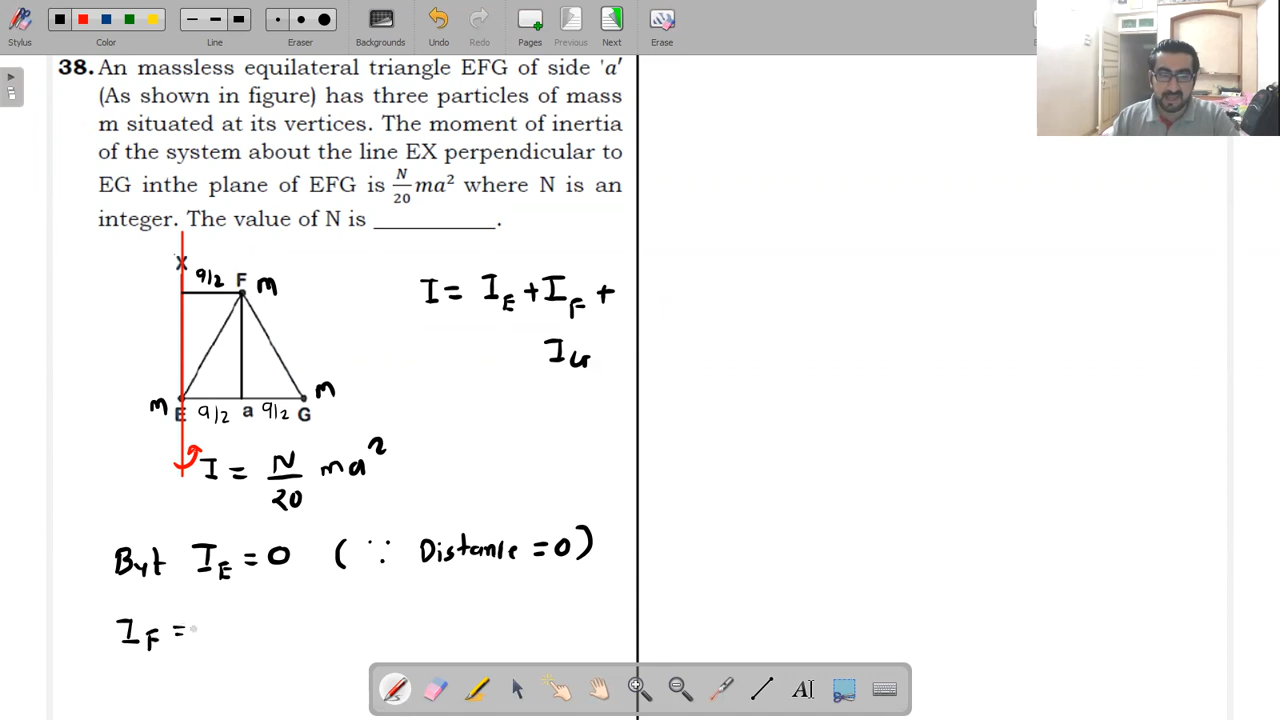 Stylus
Color
Line
Eraser
Backgrounds
Undo
Redo
Pages
Previous
Next
Erase
38. An massless equilateral triangle EFG of side 'a'
(As shown in figure) has three particles of mass
m situated at its vertices. The moment of inertia
of the system about the line EX perpendicular to
EG inthe plane of EFG is N/20 ma² where N is an
integer. The value of N is __________.
X
a/2
F
m
I = I_E + I_F +
I_G
m
m
E
a/2
a
a/2
G
I = N/20 ma²
But I_E = 0 (∵ Distance = 0)
I_F =
AI